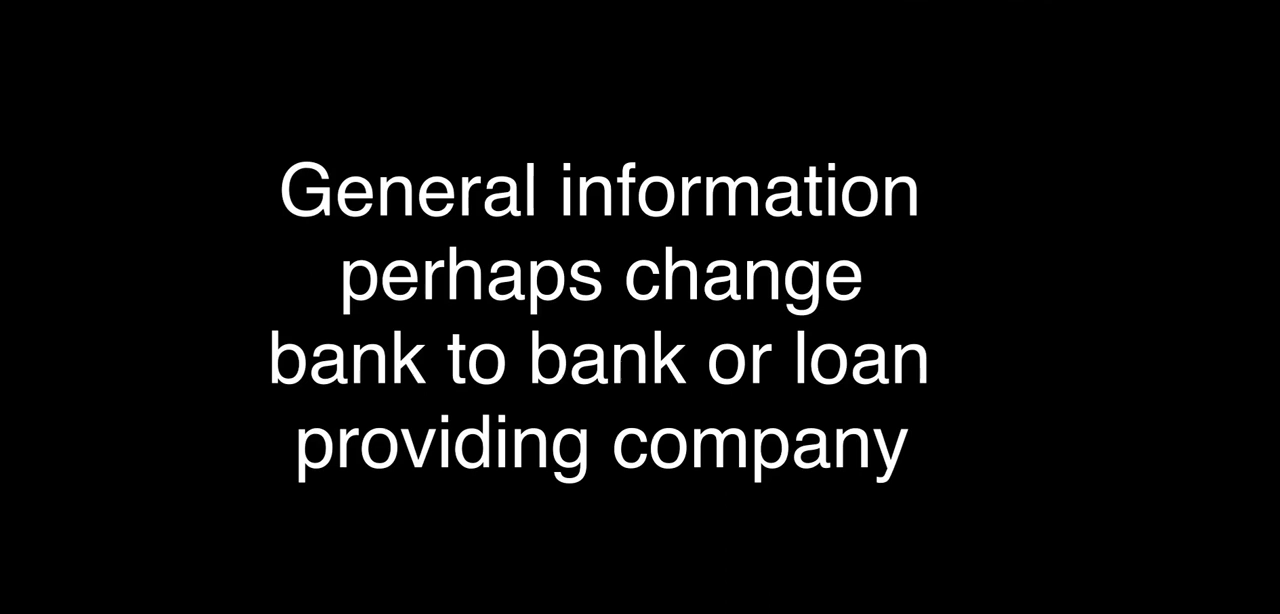 General information
perhaps change
bank to bank or loan
providing company